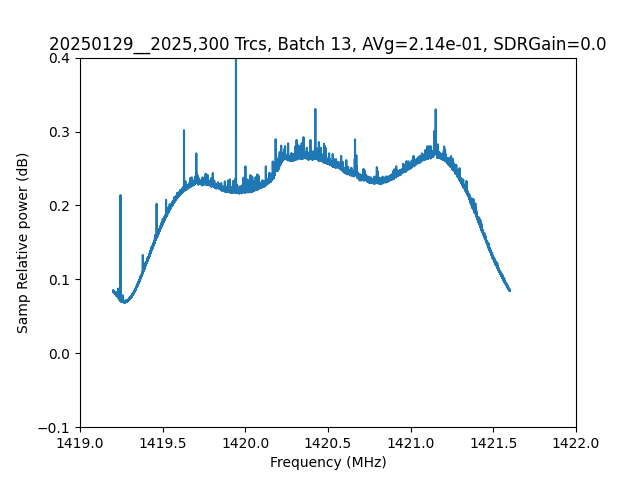 20250129__2025,300 Trcs, Batch 13, AVg=2.14e-01, SDRGain=0.0
0.4
0.3
0.2
0.1
0.0
−0.1
Samp Relative power (dB)
1419.0 1419.5 1420.0 1420.5 1421.0 1421.5 1422.0
Frequency (MHz)